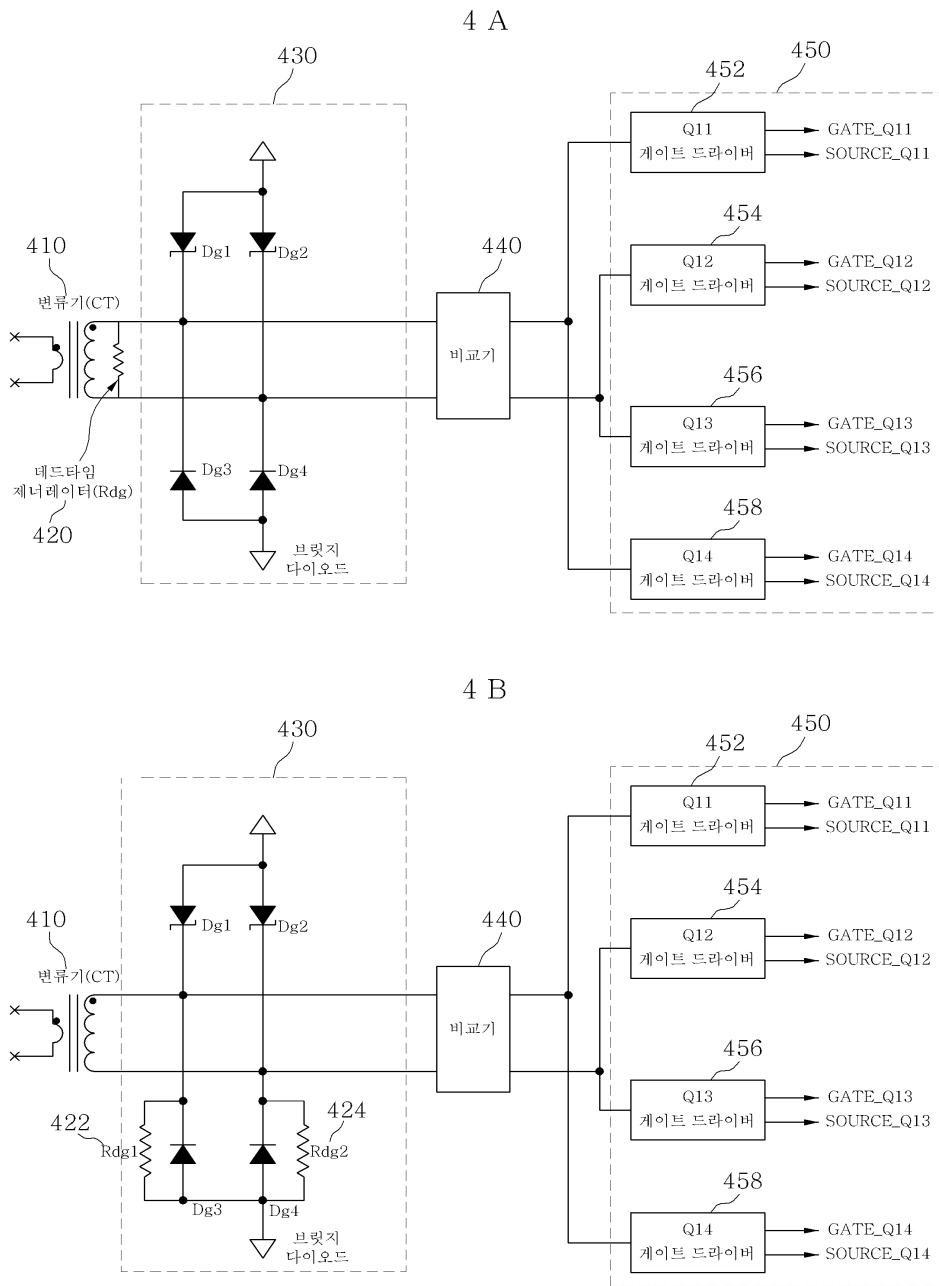 4 A
430
452
450
Q11
게이트 드라이버
GATE_Q11
SOURCE_Q11
454
410
변류기(CT)
Dg1
Dg2
440
Q12
게이트 드라이버
GATE_Q12
SOURCE_Q12
비교기
456
Q13
게이트 드라이버
GATE_Q13
SOURCE_Q13
데드타임
제너레이터(Rdg)
420
Dg3
Dg4
458
브릿지
다이오드
Q14
게이트 드라이버
GATE_Q14
SOURCE_Q14
4 B
430
452
450
Q11
게이트 드라이버
GATE_Q11
SOURCE_Q11
454
410
변류기(CT)
Dg1
Dg2
440
Q12
게이트 드라이버
GATE_Q12
SOURCE_Q12
비교기
456
422
Rdg1
424
Rdg2
Q13
게이트 드라이버
GATE_Q13
SOURCE_Q13
Dg3
Dg4
458
브릿지
다이오드
Q14
게이트 드라이버
GATE_Q14
SOURCE_Q14